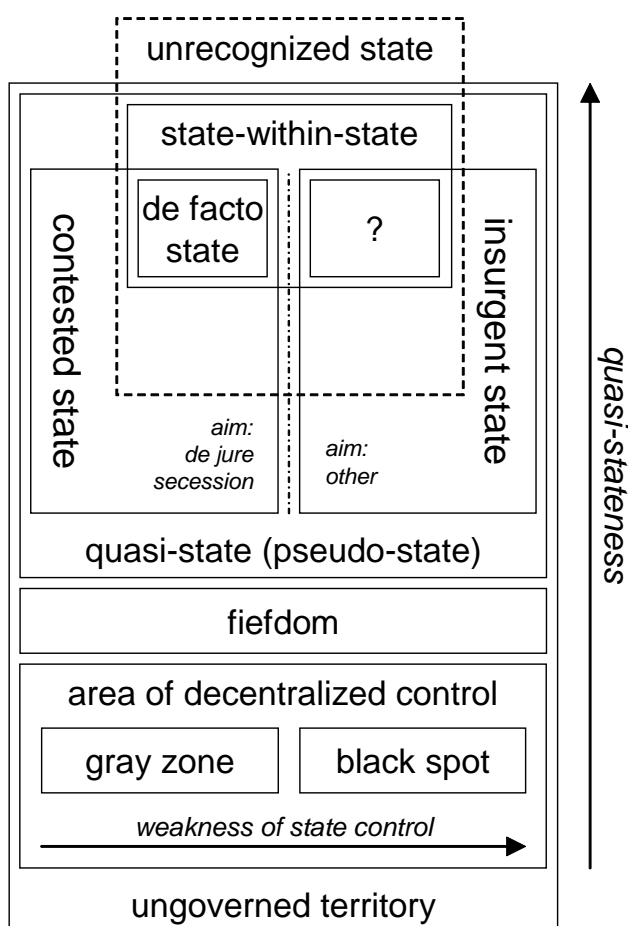 unrecognized state
state-within-state
contested state
de facto
state
?
insurgent state
aim:
de jure
secession
aim:
other
quasi-state (pseudo-state)
quasi-stateness
fiefdom
area of decentralized control
gray zone
black spot
weakness of state control
ungoverned territory